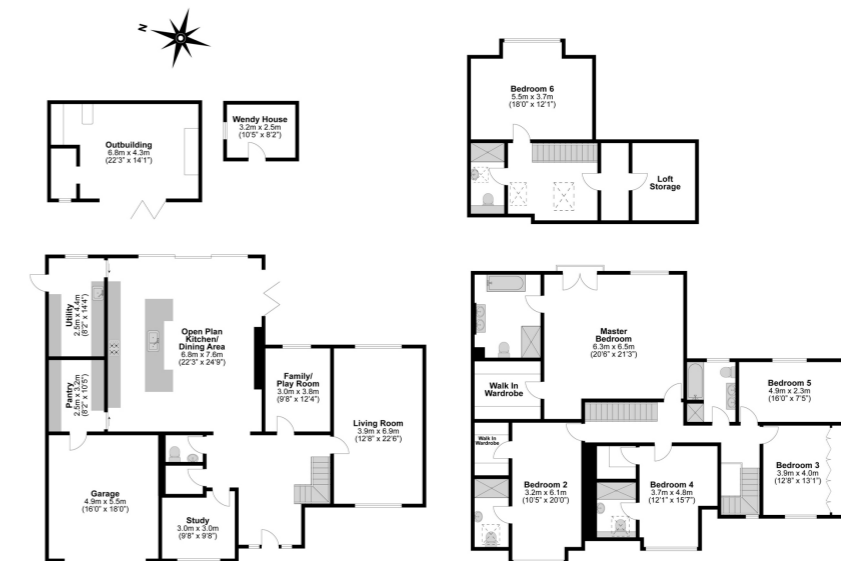 N
Outbuilding
6.8m x 4.3m
(22'3" x 14'1")
Wendy House
3.2m x 2.5m
(10'5" x 8'2")
Bedroom 6
5.5m x 3.7m
(18'0" x 12'1")
Loft
Storage
Utility
2.5m x 4.4m
(8'2" x 14'4")
Open Plan
Kitchen/
Dining Area
6.8m x 7.6m
(22'3" x 24'9")
Pantry
2.5m x 3.2m
(8'2" x 10'5")
Family/
Play Room
3.0m x 3.8m
(9'8" x 12'4")
Living Room
3.9m x 6.9m
(12'8" x 22'6")
Garage
4.9m x 5.5m
(16'0" x 18'0")
Study
3.0m x 3.0m
(9'8" x 9'8")
Master
Bedroom
6.3m x 6.5m
(20'6" x 21'3")
Walk In
Wardrobe
Bedroom 5
4.9m x 2.3m
(16'0" x 7'5")
Walk In
Wardrobe
Bedroom 2
3.2m x 6.1m
(10'5" x 20'0")
Bedroom 4
3.7m x 4.8m
(12'1" x 15'7")
Bedroom 3
3.9m x 4.0m
(12'8" x 13'1")